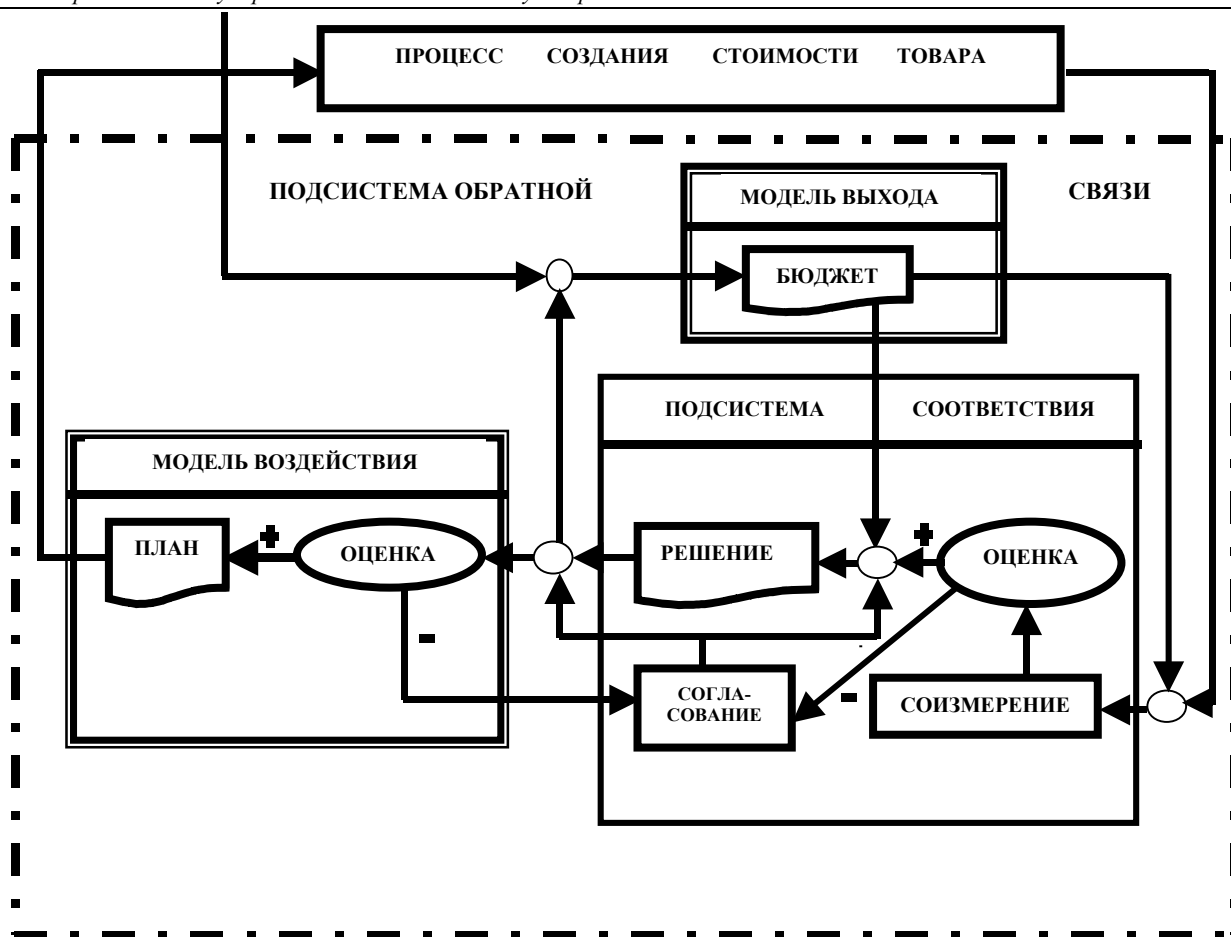 ПРОЦЕСС СОЗДАНИЯ СТОИМОСТИ ТОВАРА
ПОДСИСТЕМА ОБРАТНОЙ СВЯЗИ
МОДЕЛЬ ВЫХОДА
БЮДЖЕТ
ПОДСИСТЕМА СООТВЕТСТВИЯ
МОДЕЛЬ ВОЗДЕЙСТВИЯ
ПЛАН
+
ОЦЕНКА
РЕШЕНИЕ
+
ОЦЕНКА
-
СОГЛА-
СОВАНИЕ
-
СОИЗМЕРЕНИЕ